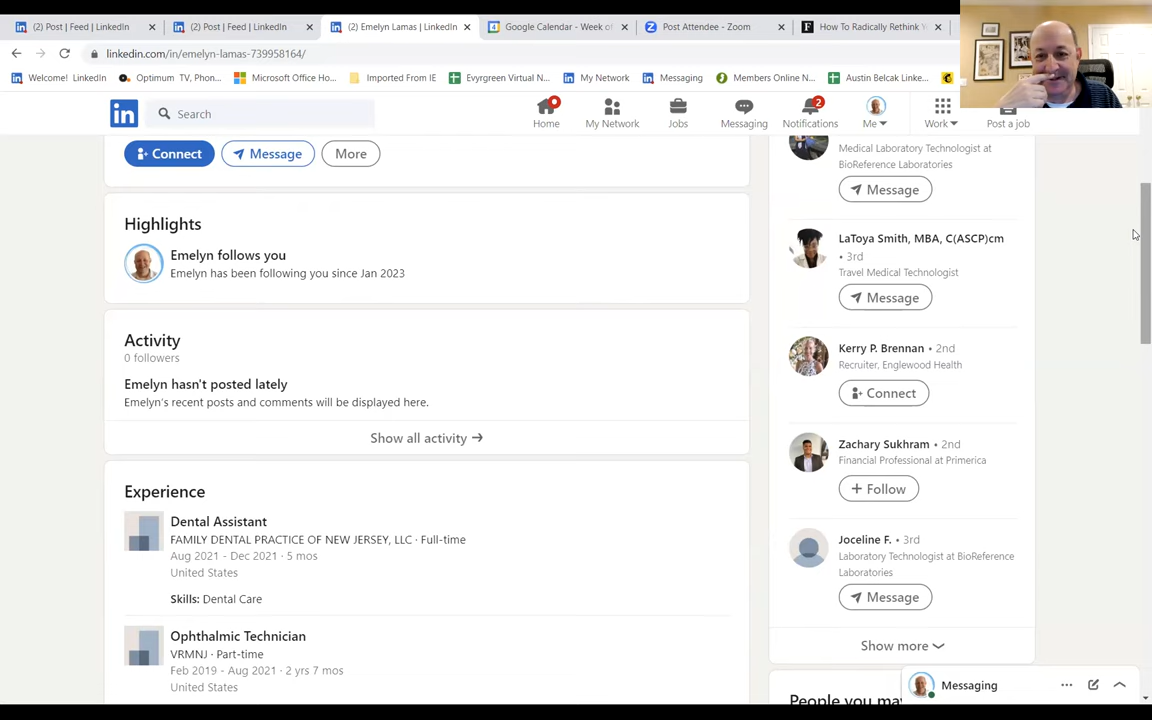 (2) Post | Feed | LinkedIn
(2) Post | Feed | LinkedIn
(2) Emelyn Lamas | LinkedIn
Google Calendar - Week of
Post Attendee - Zoom
How To Radically Rethink
linkedin.com/in/emelyn-lamas-739958164/
Welcome! LinkedIn
Optimum TV, Phon...
Microsoft Office Ho...
Imported From IE
Evyrgreen Virtual N...
My Network
Messaging
Members Online N...
Austin Belcak Linke...
in
Search
Home
My Network
Jobs
Messaging
2
Notifications
Me
Work
Post a job
Connect
Message
More
Highlights
Emelyn follows you
Emelyn has been following you since Jan 2023
Activity
0 followers
Emelyn hasn't posted lately
Emelyn's recent posts and comments will be displayed here.
Show all activity →
Experience
Dental Assistant
FAMILY DENTAL PRACTICE OF NEW JERSEY, LLC · Full-time
Aug 2021 - Dec 2021 · 5 mos
United States
Skills: Dental Care
Ophthalmic Technician
VRMNJ · Part-time
Feb 2019 - Aug 2021 · 2 yrs 7 mos
United States
Medical Laboratory Technologist at
BioReference Laboratories
Message
LaToya Smith, MBA, C(ASCP)cm
• 3rd
Travel Medical Technologist
Message
Kerry P. Brennan • 2nd
Recruiter, Englewood Health
Connect
Zachary Sukhram • 2nd
Financial Professional at Primerica
+ Follow
Joceline F. • 3rd
Laboratory Technologist at BioReference
Laboratories
Message
Show more
People you may
Messaging